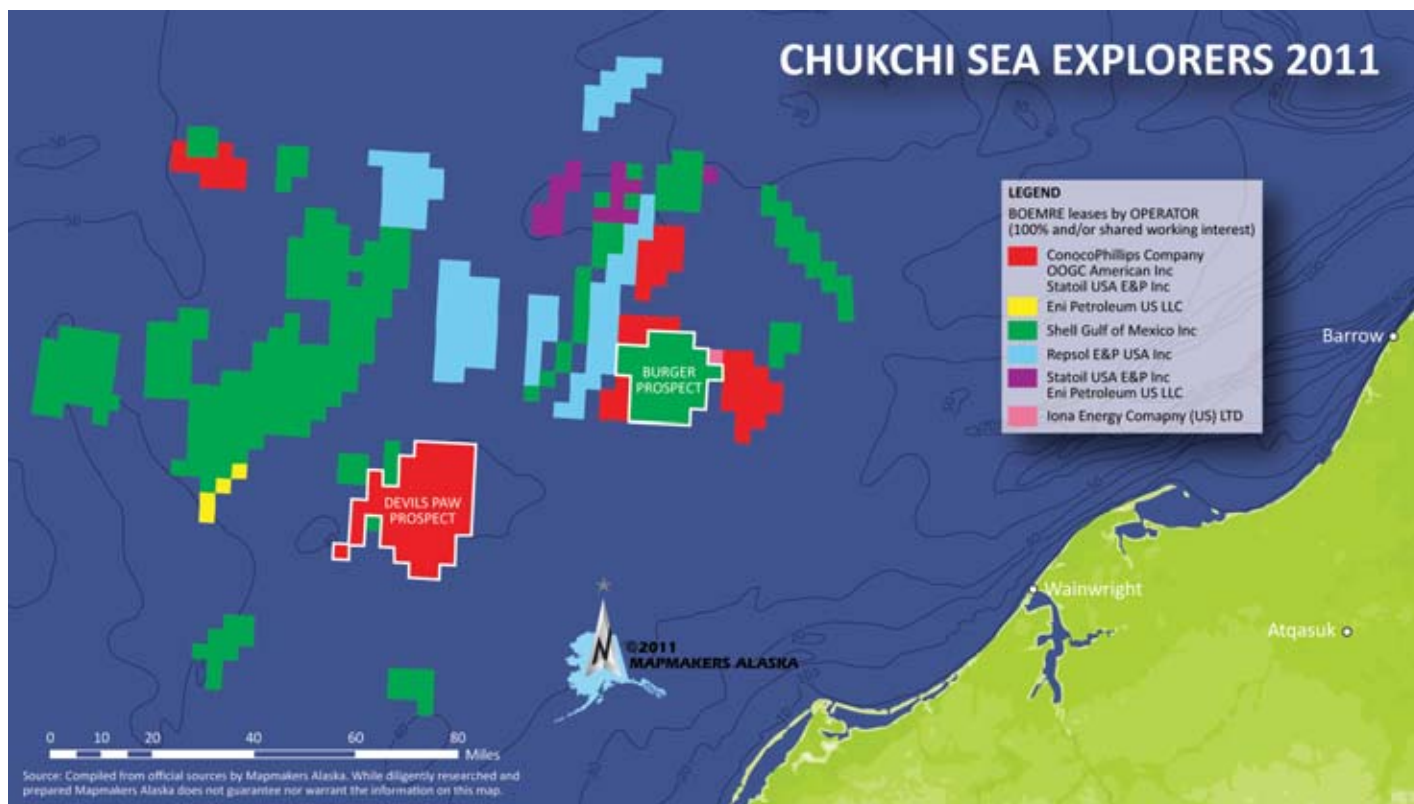 CHUKCHI SEA EXPLORERS 2011
LEGEND
BOEMRE leases by OPERATOR
(100% and/or shared working interest)
ConocoPhillips Company
OOGC American Inc
Statoil USA E&P Inc
Eni Petroleum US LLC
Shell Gulf of Mexico Inc
Repsol E&P USA Inc
Statoil USA E&P Inc
Eni Petroleum US LLC
Iona Energy Comapny (US) LTD
Barrow
BURGER
PROSPECT
DEVILS PAW
PROSPECT
Wainwright
Atqasuk
N
©2011
MAPMAKERS ALASKA
0 10 20 40 60 80
Miles
Source: Compiled from official sources by Mapmakers Alaska. While diligently researched and
prepared Mapmakers Alaska does not guarantee nor warrant the information on this map.